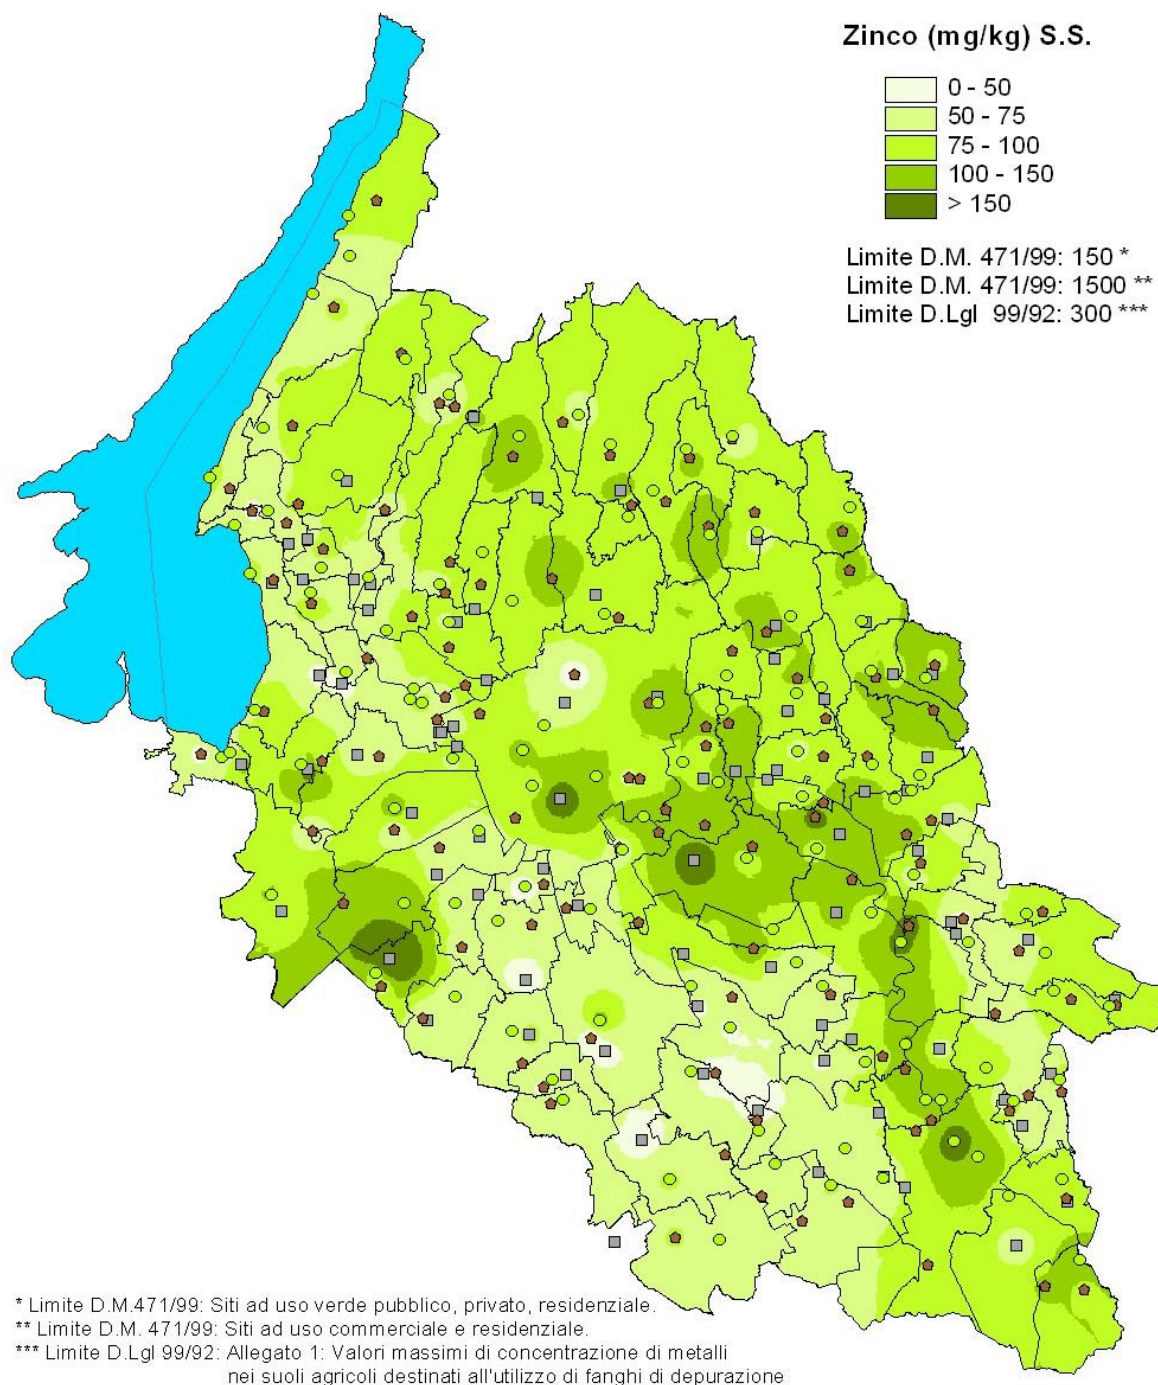 Zinco (mg/kg) S.S.
0 - 50
50 - 75
75 - 100
100 - 150
> 150
Limite D.M. 471/99: 150 *
Limite D.M. 471/99: 1500 **
Limite D.Lgl 99/92: 300 ***
* Limite D.M.471/99: Siti ad uso verde pubblico, privato, residenziale.
** Limite D.M. 471/99: Siti ad uso commerciale e residenziale.
*** Limite D.Lgl 99/92: Allegato 1: Valori massimi di concentrazione di metalli
nei suoli agricoli destinati all'utilizzo di fanghi di depurazione